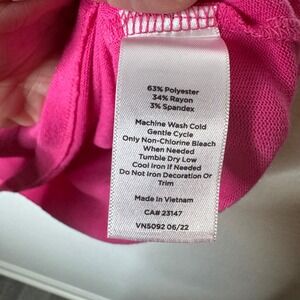 63% Polyester
34% Rayon
3% Spandex
Machine Wash Cold
Gentle Cycle
Only Non-Chlorine Bleach
When Needed
Tumble Dry Low
Cool Iron If Needed
Do Not Iron Decoration Or
Trim
Made In Vietnam
CA# 23147
VN5092 06/22